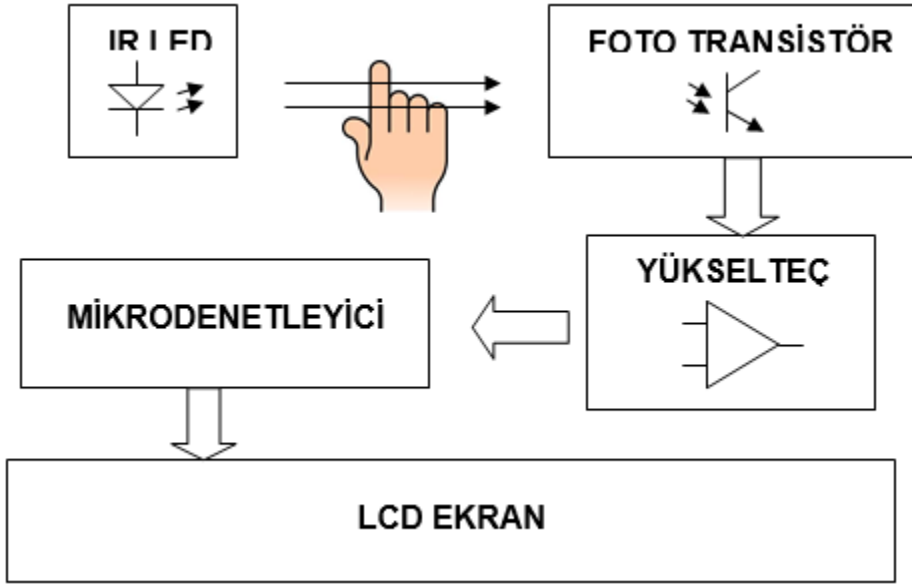 IR LED
FOTO TRANSİSTÖR
YÜKSELTEÇ
MİKRODENETLEYİCİ
LCD EKRAN